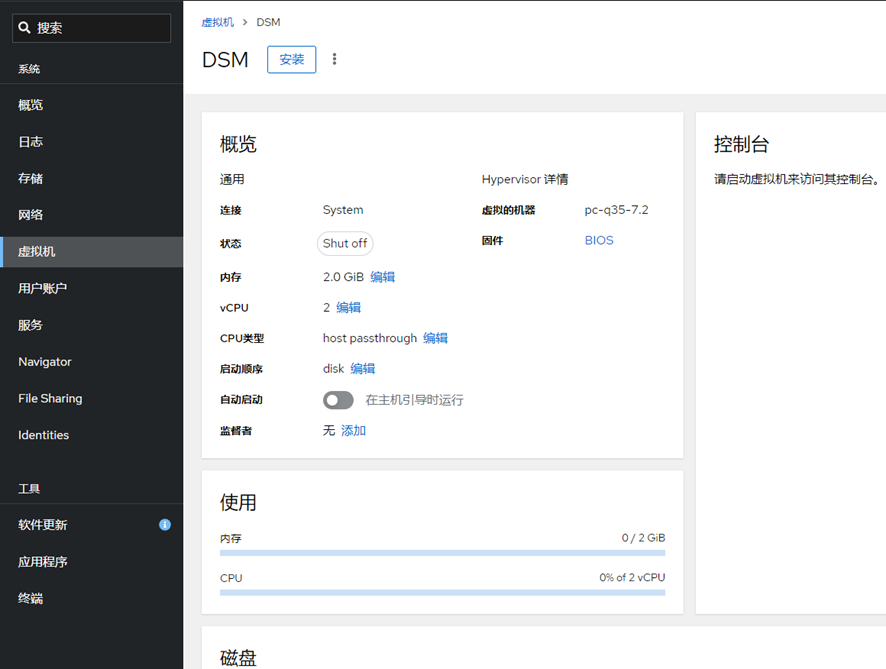 搜索
系统
概览
日志
存储
网络
虚拟机
用户账户
服务
Navigator
File Sharing
Identities
工具
软件更新
应用程序
终端
虚拟机 > DSM
DSM 安装
概览
通用
连接 System
状态 Shut off
内存 2.0 GiB 编辑
vCPU 2 编辑
CPU类型 host passthrough 编辑
启动顺序 disk 编辑
自动启动 在主机引导时运行
监督者 无 添加
Hypervisor 详情
虚拟的机器 pc-q35-7.2
固件 BIOS
使用
内存 0 / 2 GiB
CPU 0% of 2 vCPU
磁盘
控制台
请启动虚拟机来访问其控制台。